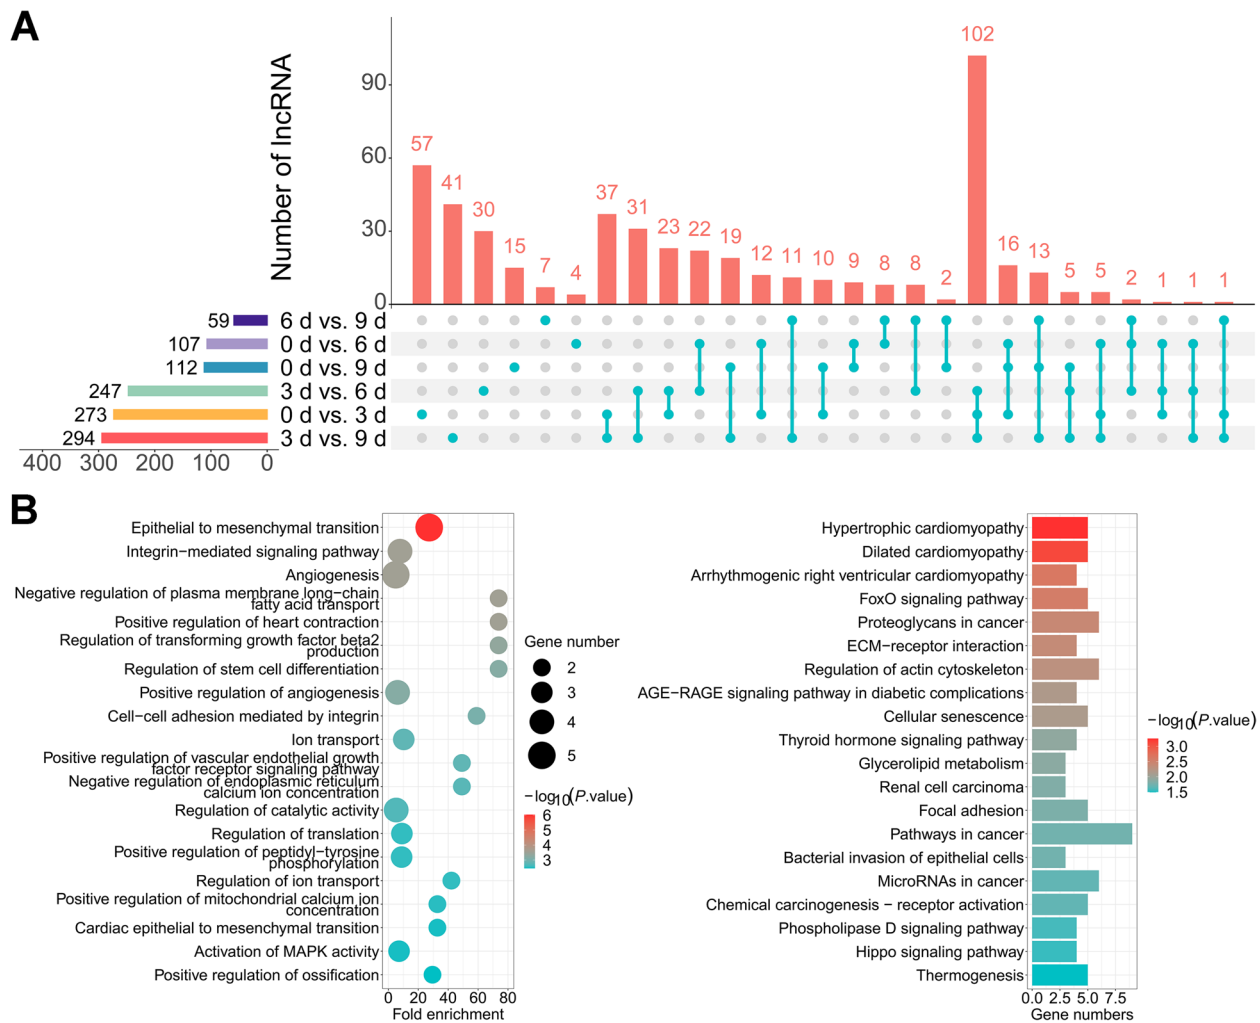 A
Number of lncRNA
90
60
30
0
57
41
30
15
7
4
37
31
23
22
19
12
11
10
9
8
8
2
102
16
13
5
5
2
1
1
1
59 6 d vs. 9 d
107 0 d vs. 6 d
112 0 d vs. 9 d
247 3 d vs. 6 d
273 0 d vs. 3 d
294 3 d vs. 9 d
400 300 200 100 0
B
Epithelial to mesenchymal transition
Integrin−mediated signaling pathway
Angiogenesis
Negative regulation of plasma membrane long−chain
fatty acid transport
Positive regulation of heart contraction
Regulation of transforming growth factor beta2
production
Regulation of stem cell differentiation
Positive regulation of angiogenesis
Cell−cell adhesion mediated by integrin
Ion transport
Positive regulation of vascular endothelial growth
factor receptor signaling pathway
Negative regulation of endoplasmic reticulum
calcium ion concentration
Regulation of catalytic activity
Regulation of translation
Positive regulation of peptidyl−tyrosine
phosphorylation
Regulation of ion transport
Positive regulation of mitochondrial calcium ion
concentration
Cardiac epithelial to mesenchymal transition
Activation of MAPK activity
Positive regulation of ossification
0 20 40 60 80
Fold enrichment
Gene number
2
3
4
5
−log10(P.value)
6
5
4
3
Hypertrophic cardiomyopathy
Dilated cardiomyopathy
Arrhythmogenic right ventricular cardiomyopathy
FoxO signaling pathway
Proteoglycans in cancer
ECM−receptor interaction
Regulation of actin cytoskeleton
AGE−RAGE signaling pathway in diabetic complications
Cellular senescence
Thyroid hormone signaling pathway
Glycerolipid metabolism
Renal cell carcinoma
Focal adhesion
Pathways in cancer
Bacterial invasion of epithelial cells
MicroRNAs in cancer
Chemical carcinogenesis − receptor activation
Phospholipase D signaling pathway
Hippo signaling pathway
Thermogenesis
0.0 2.5 5.0 7.5
Gene numbers
−log10(P.value)
3.0
2.5
2.0
1.5